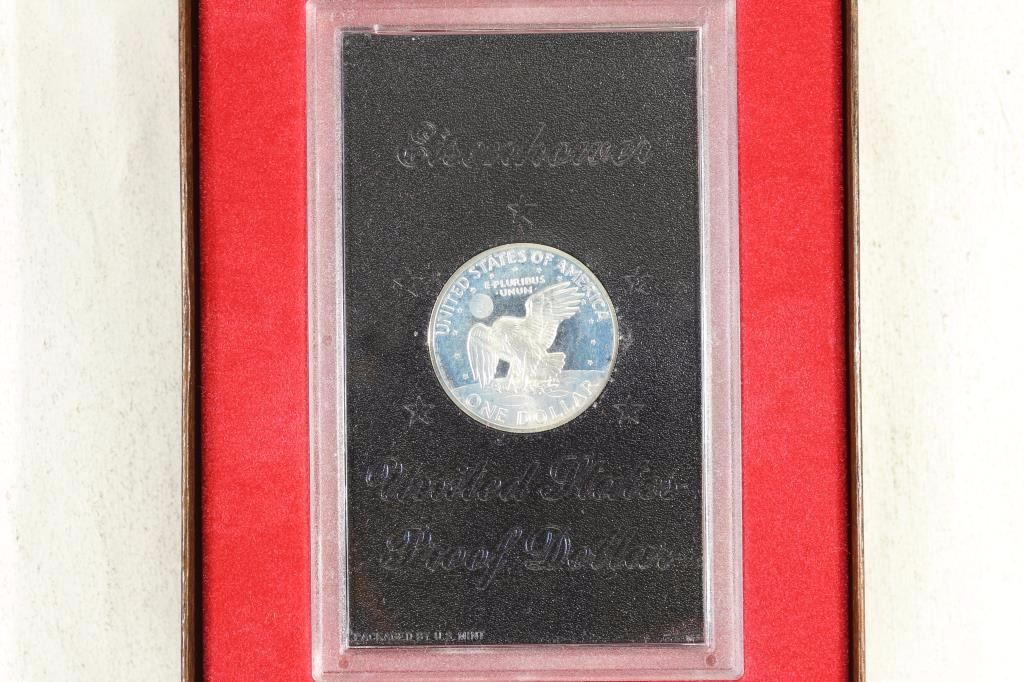 Eisenhower
UNITED STATES OF AMERICA
E·PLURIBUS
·UNUM·
ONE DOLLAR
United States
Proof Dollar
PACKAGED BY U.S. MINT